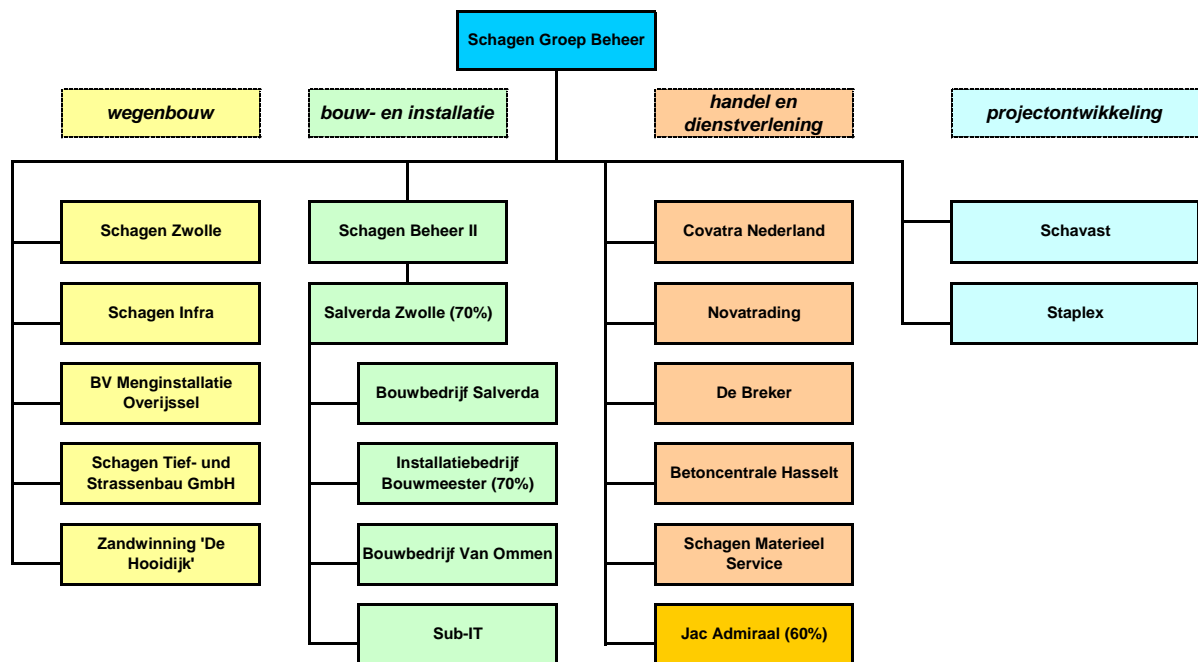 Schagen Groep Beheer
wegenbouw
bouw- en installatie
handel en
dienstverlening
projectontwikkeling
Schagen Zwolle
Schagen Infra
BV Menginstallatie
Overijssel
Schagen Tief- und
Strassenbau GmbH
Zandwinning 'De
Hooidijk'
Schagen Beheer II
Salverda Zwolle (70%)
Bouwbedrijf Salverda
Installatiebedrijf
Bouwmeester (70%)
Bouwbedrijf Van Ommen
Sub-IT
Covatra Nederland
Novatrading
De Breker
Betoncentrale Hasselt
Schagen Materieel
Service
Jac Admiraal (60%)
Schavast
Staplex